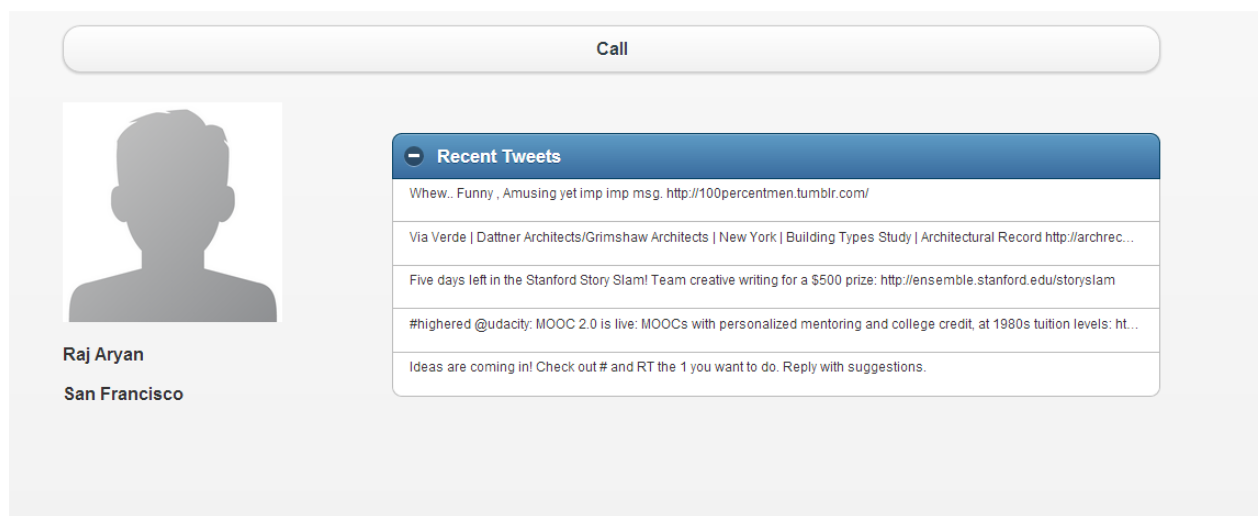 Call
Recent Tweets
Whew.. Funny , Amusing yet imp imp msg. http://100percentmen.tumblr.com/
Via Verde | Dattner Architects/Grimshaw Architects | New York | Building Types Study | Architectural Record http://archrec...
Five days left in the Stanford Story Slam! Team creative writing for a $500 prize: http://ensemble.stanford.edu/storyslam
#highered @udacity: MOOC 2.0 is live: MOOCs with personalized mentoring and college credit, at 1980s tuition levels: ht...
Ideas are coming in! Check out # and RT the 1 you want to do. Reply with suggestions.
Raj Aryan
San Francisco